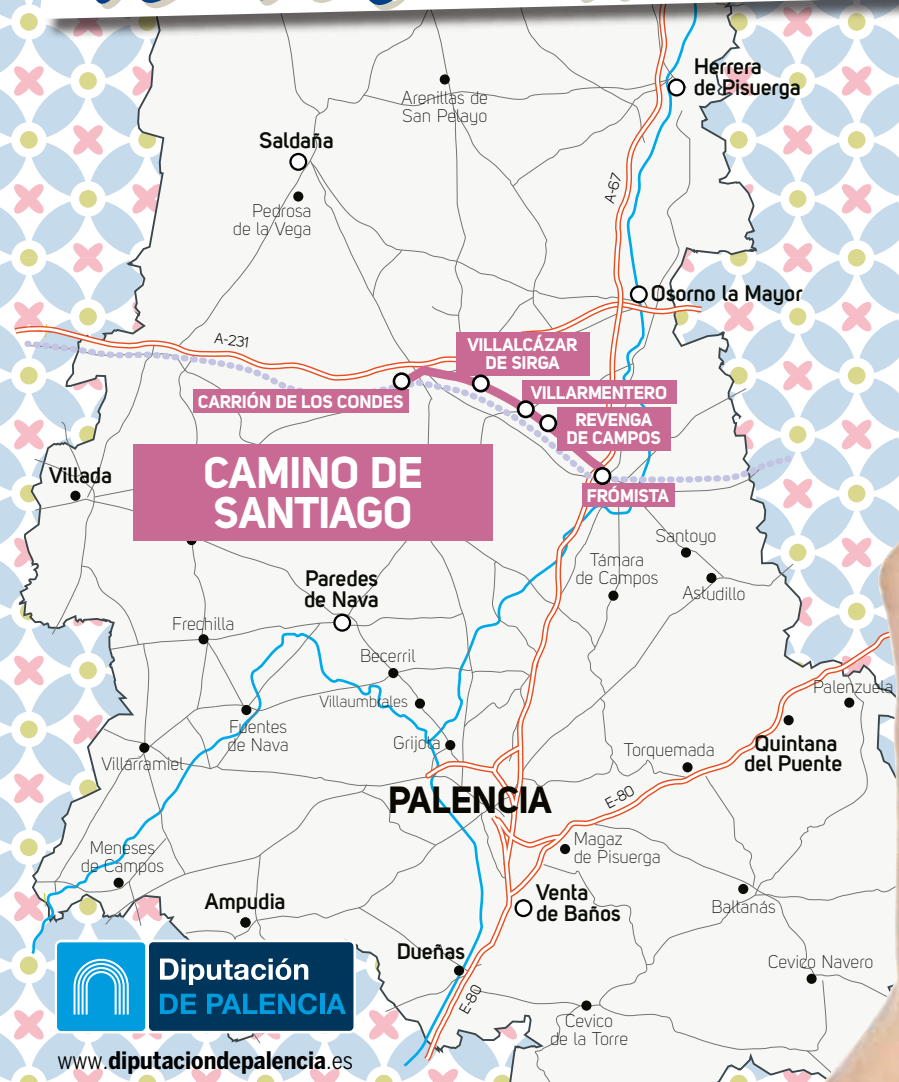 Herrera
de Pisuerga
Arenillas de
San Pelayo
Saldaña
A-67
Pedrosa
de la Vega
Osorno la Mayor
A-231
VILLALCÁZAR
DE SIRGA
VILLARMENTERO
CARRIÓN DE LOS CONDES
REVENGA
DE CAMPOS
CAMINO DE
SANTIAGO
Villada
FRÓMISTA
Santoyo
Támara
de Campos
Astudillo
Paredes
de Nava
Frechilla
Becerril
Palenzuela
Villaumbrales
Fuentes
de Nava
Grijota
Torquemada
Quintana
del Puente
Villarramiel
PALENCIA
E-80
Magaz
de Pisuerga
Meneses
de Campos
Ampudia
Venta
de Baños
Baltanás
Dueñas
Diputación
DE PALENCIA
Cevico Navero
E-80
Cevico
de la Torre
www.diputaciondepalencia.es